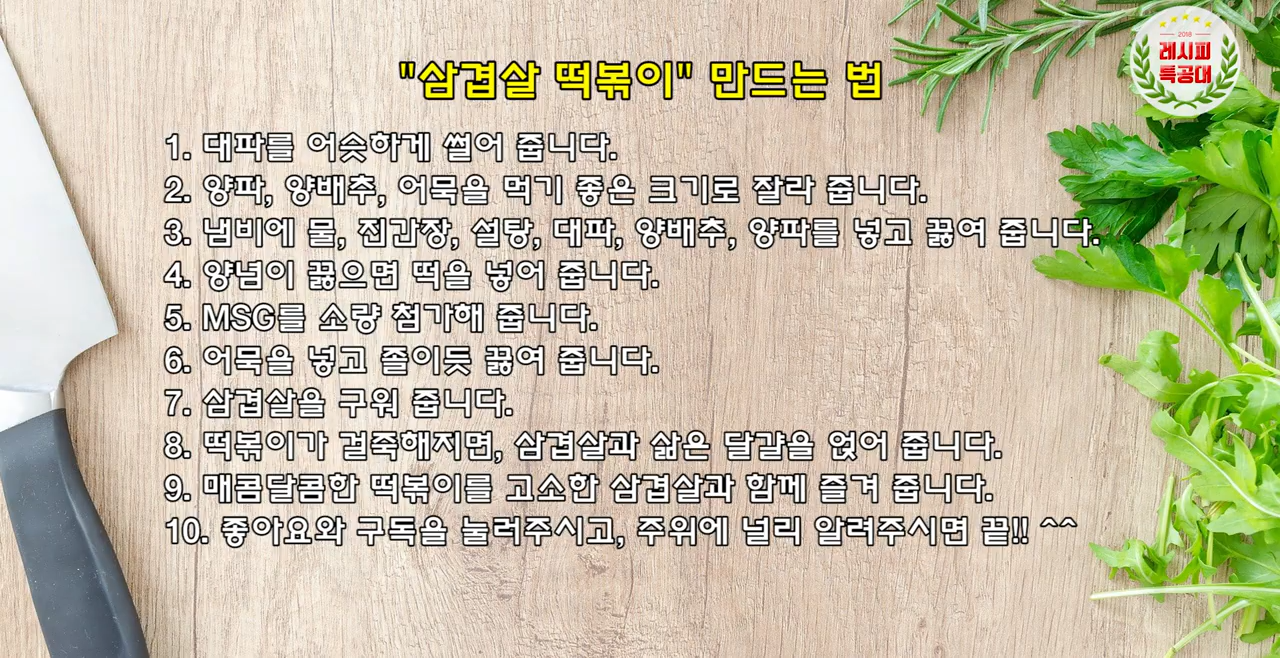 2018
레시피
특공대
"삼겹살 떡볶이" 만드는 법
1. 대파를 어슷하게 썰어 줍니다.
2. 양파, 양배추, 어묵을 먹기 좋은 크기로 잘라 줍니다.
3. 냄비에 물, 진간장, 설탕, 대파, 양배추, 양파를 넣고 끓여 줍니다.
4. 양념이 끓으면 떡을 넣어 줍니다.
5. MSG를 소량 첨가해 줍니다.
6. 어묵을 넣고 졸이듯 끓여 줍니다.
7. 삼겹살을 구워 줍니다.
8. 떡볶이가 걸죽해지면, 삼겹살과 삶은 달걀을 얹어 줍니다.
9. 매콤달콤한 떡볶이를 고소한 삼겹살과 함께 즐겨 줍니다.
10. 좋아요와 구독을 눌러주시고, 주위에 널리 알려주시면 끝!! ^^